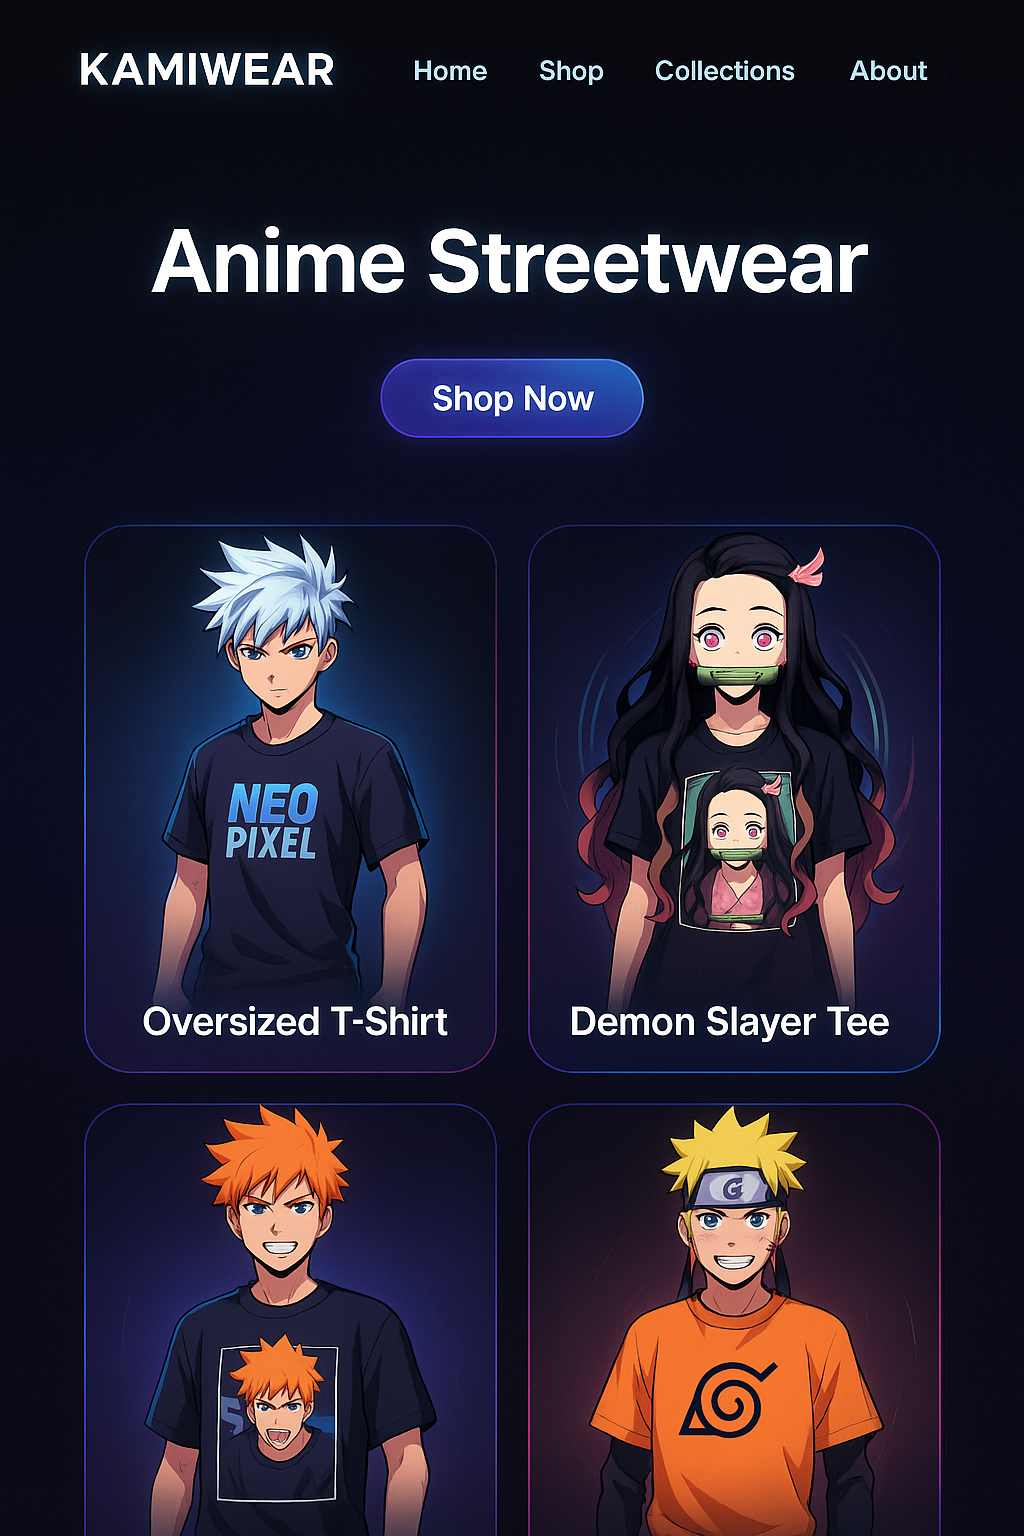 KAMIWEAR
Home Shop Collections About
Anime Streetwear
Shop Now
NEO
PIXEL
Oversized T-Shirt
Demon Slayer Tee